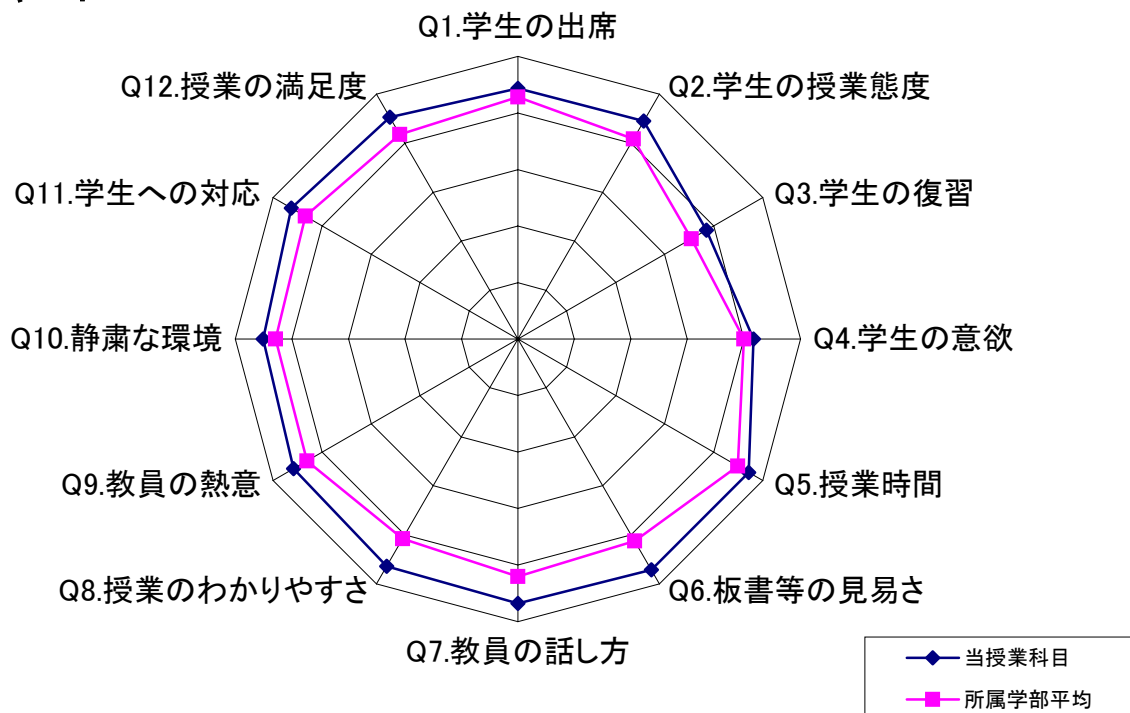 Q1.学生の出席
Q2.学生の授業態度
Q3.学生の復習
Q4.学生の意欲
Q5.授業時間
Q6.板書等の見易さ
Q7.教員の話し方
Q8.授業のわかりやすさ
Q9.教員の熱意
Q10.静粛な環境
Q11.学生への対応
Q12.授業の満足度
当授業科目
所属学部平均